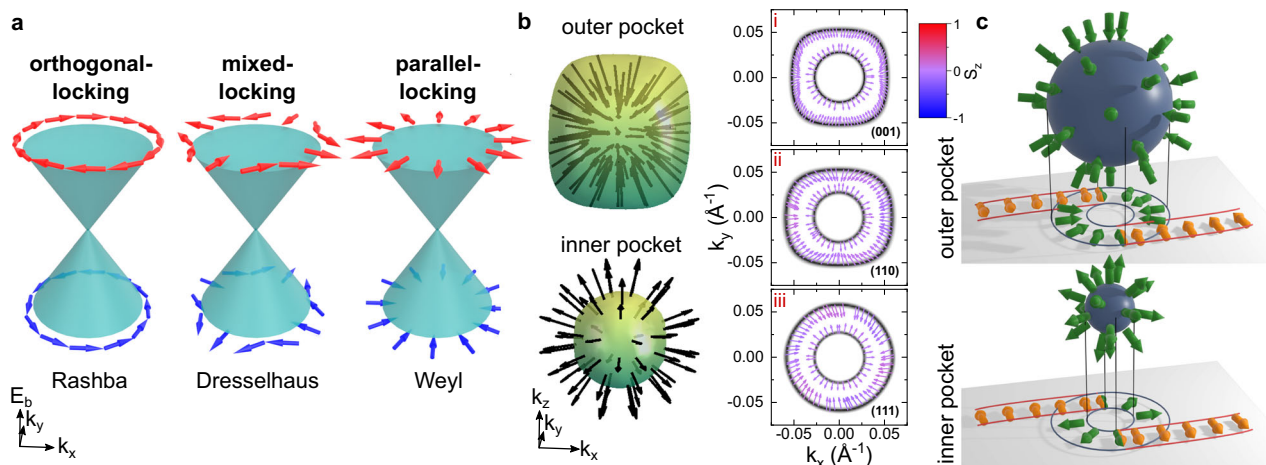 a
orthogonal-
locking
mixed-
locking
parallel-
locking
Rashba
Dresselhaus
Weyl
E_b
k_y
k_x
b
outer pocket
inner pocket
k_z
k_y
k_x
i
0.05
0.00
-0.05
(001)
ii
0.05
0.00
-0.05
(110)
iii
0.05
0.00
-0.05
(111)
-0.05 0.00 0.05
k_y (Å⁻¹)
k_x (Å⁻¹)
1
0
-1
S_z
c
outer pocket
inner pocket